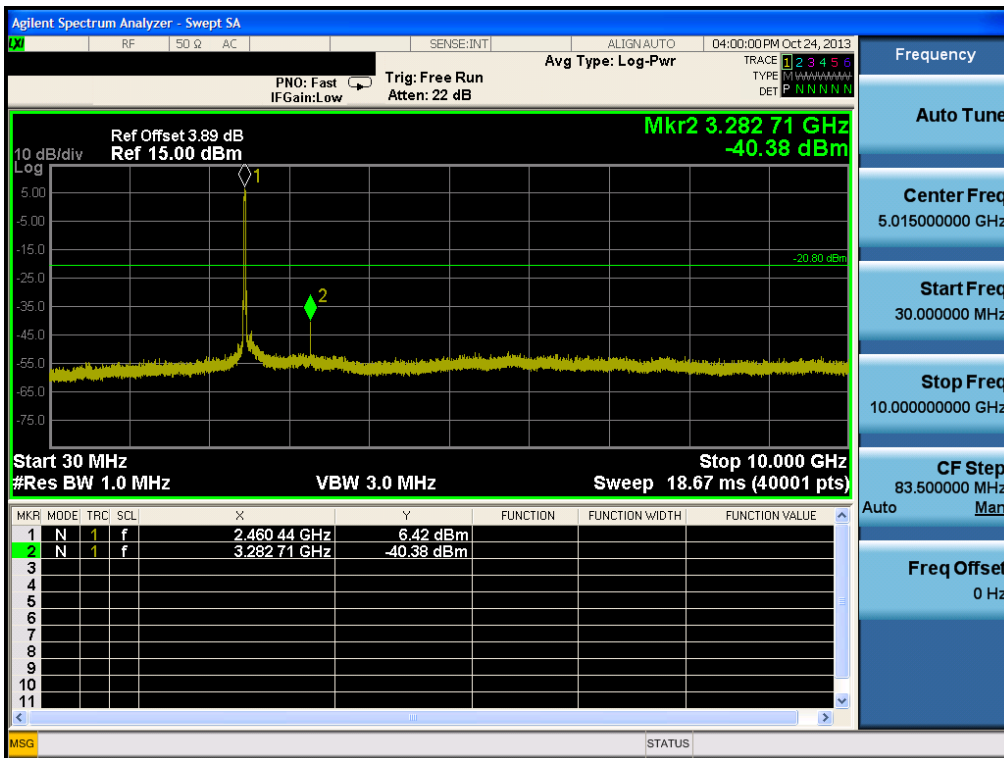 Agilent Spectrum Analyzer - Swept SA
LXI RF 50 Ω AC SENSE:INT ALIGN AUTO 04:00:00 PM Oct 24, 2013
Frequency
Avg Type: Log-Pwr
TRACE 1 2 3 4 5 6
PNO: Fast Trig: Free Run
TYPE M WWWWW
IFGain:Low Atten: 22 dB
DET P N N N N N
Auto Tune
Mkr2 3.282 71 GHz
-40.38 dBm
Ref Offset 3.89 dB
10 dB/div Ref 15.00 dBm
Log
1
5.00
-5.00
-15.0
-20.80 dBm
-25.0
2
-35.0
-45.0
-55.0
-65.0
-75.0
Start 30 MHz Stop 10.000 GHz
#Res BW 1.0 MHz VBW 3.0 MHz Sweep 18.67 ms (40001 pts)
Center Freq
5.015000000 GHz
Start Freq
30.000000 MHz
Stop Freq
10.000000000 GHz
CF Step
83.500000 MHz
Auto Man
Freq Offset
0 Hz
MKR MODE TRC SCL X Y FUNCTION FUNCTION WIDTH FUNCTION VALUE
1 N 1 f 2.460 44 GHz 6.42 dBm
2 N 1 f 3.282 71 GHz -40.38 dBm
3
4
5
6
7
8
9
10
11
MSG STATUS